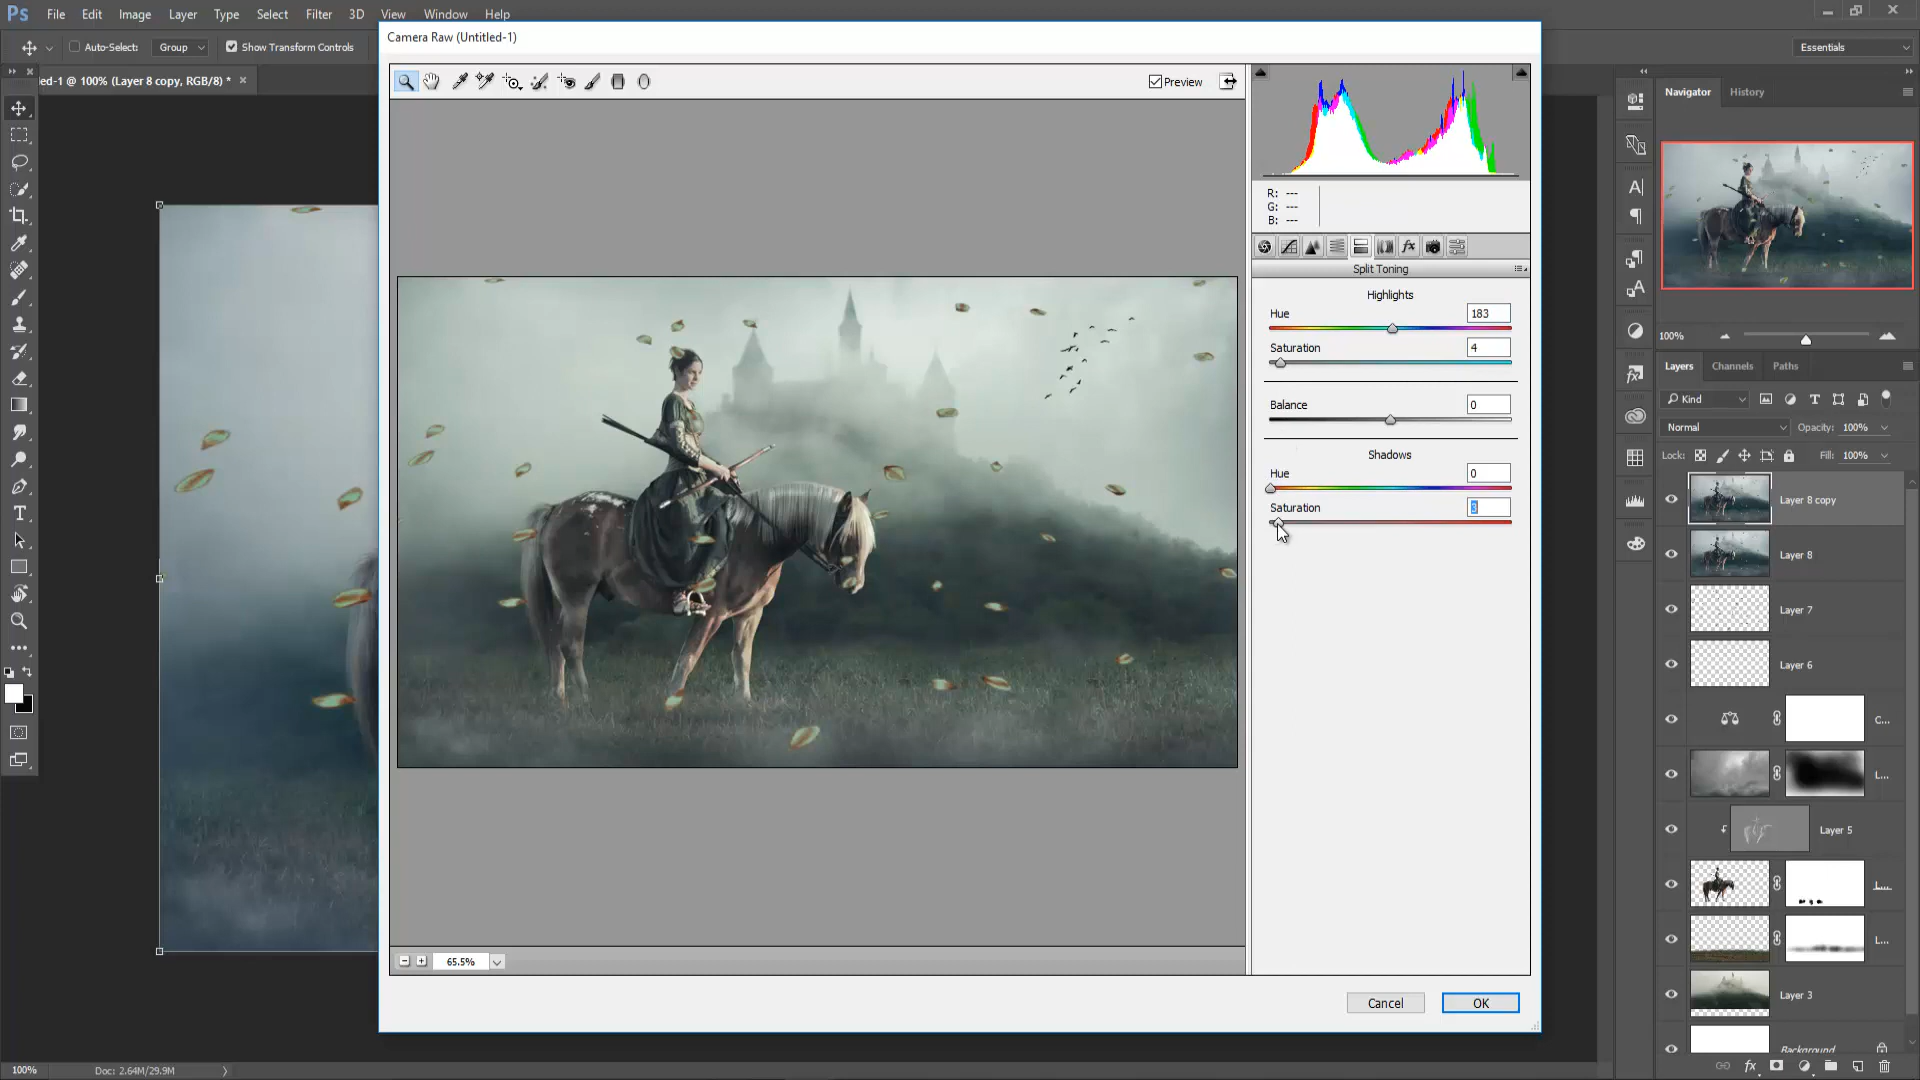 Ps File Edit Image Layer Type Select Filter 3D View Window Help
Auto-Select: Group Show Transform Controls Essentials
ed-1 @ 100% (Layer 8 copy, RGB/8) *
Camera Raw (Untitled-1)
Preview
R: ---
G: ---
B: ---
Split Toning
Highlights
Hue 183
Saturation 4
Balance 0
Shadows
Hue 0
Saturation 3
65.5%
Cancel OK
Navigator History
100%
Layers Channels Paths
Kind
Normal Opacity: 100%
Lock: Fill: 100%
Layer 8 copy
Layer 8
Layer 7
Layer 6
C...
L...
Layer 5
L...
L...
Layer 3
Background
100% Doc: 2.64M/29.9M